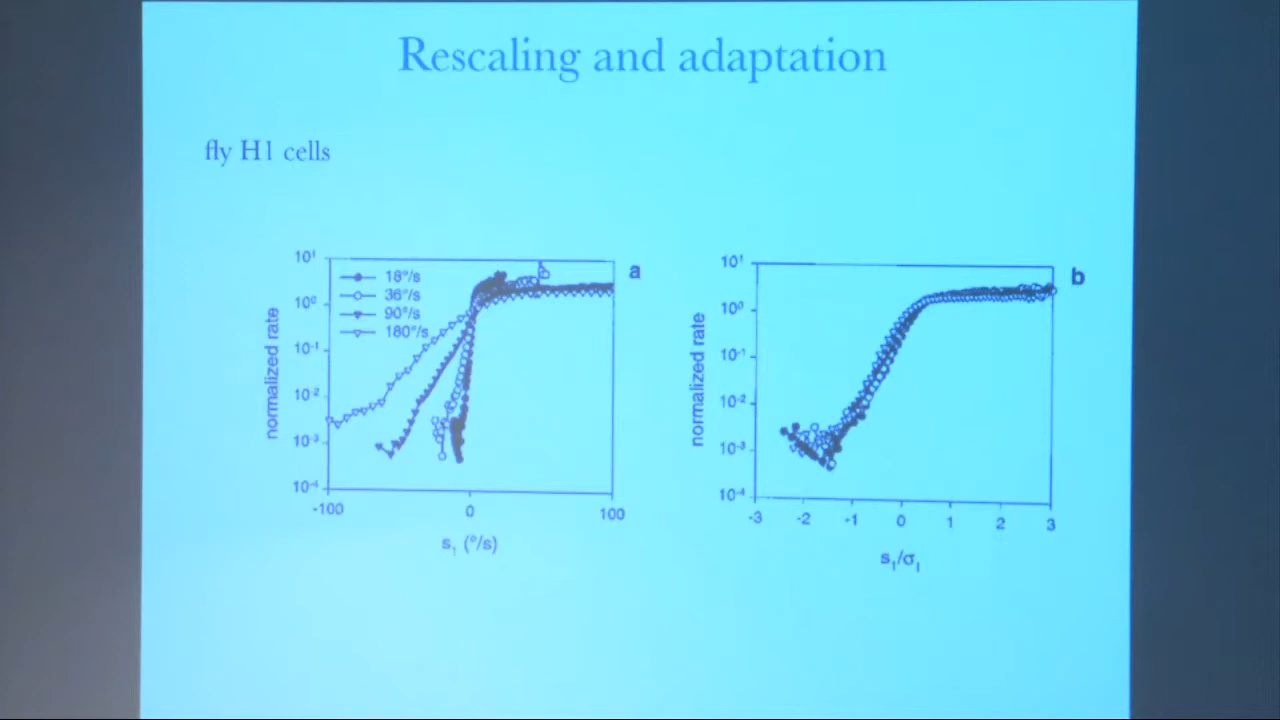 Rescaling and adaptation
fly H1 cells
a
18°/s
36°/s
90°/s
180°/s
normalized rate
10¹
10⁰
10⁻¹
10⁻²
10⁻³
10⁻⁴
-100 0 100
s₁ (°/s)
b
normalized rate
10¹
10⁰
10⁻¹
10⁻²
10⁻³
10⁻⁴
-3 -2 -1 0 1 2 3
s₁/σ₁